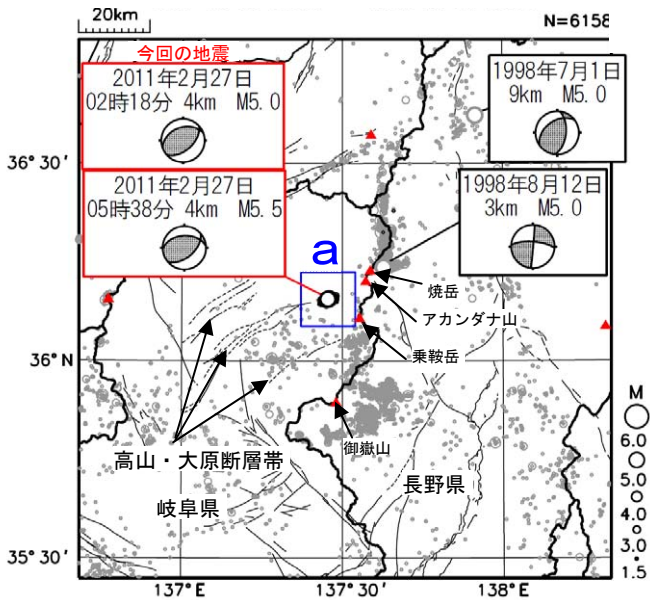 20km
N=6158
今回の地震
2011年2月27日
02時18分 4km M5.0
1998年7月1日
9km M5.0
36°30′
2011年2月27日
05時38分 4km M5.5
1998年8月12日
3km M5.0
a
焼岳
アカンダナ山
乗鞍岳
36°N
御嶽山
高山・大原断層帯
長野県
岐阜県
M
6.0
5.0
4.0
3.0
1.5
35°30′
137°E
137°30′
138°E